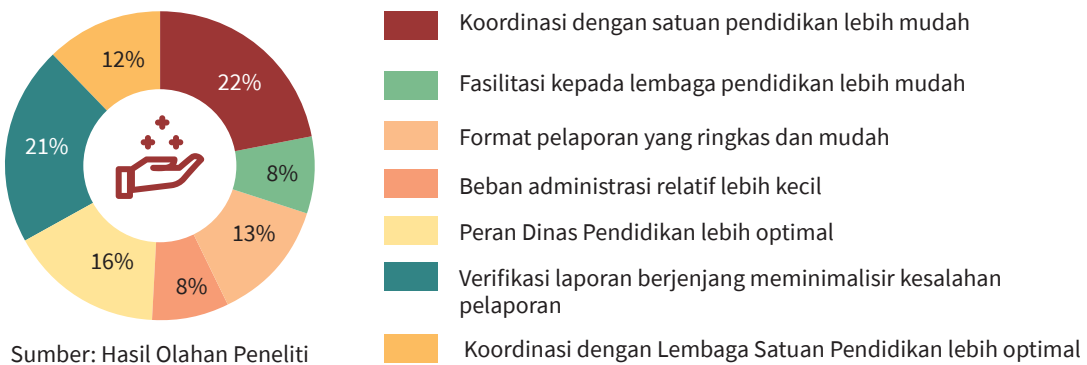 12%
22%
21%
8%
13%
16%
8%
Sumber: Hasil Olahan Peneliti
Koordinasi dengan satuan pendidikan lebih mudah
Fasilitasi kepada lembaga pendidikan lebih mudah
Format pelaporan yang ringkas dan mudah
Beban administrasi relatif lebih kecil
Peran Dinas Pendidikan lebih optimal
Verifikasi laporan berjenjang meminimalisir kesalahan
pelaporan
Koordinasi dengan Lembaga Satuan Pendidikan lebih optimal